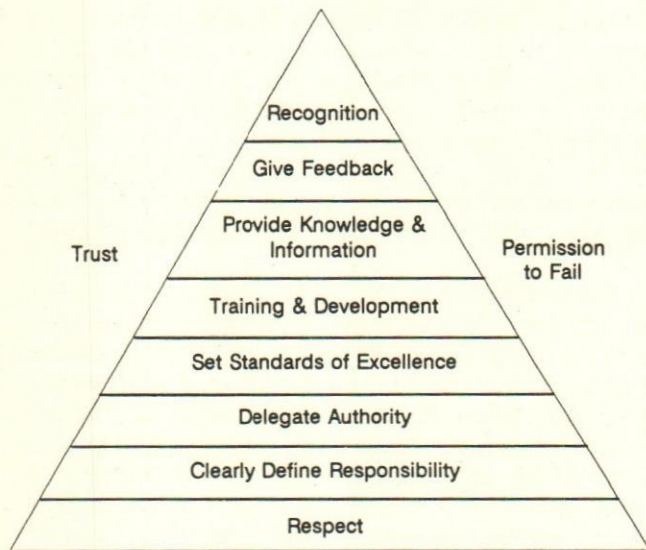 Recognition
Give Feedback
Provide Knowledge &
Information
Trust
Permission
to Fail
Training & Development
Set Standards of Excellence
Delegate Authority
Clearly Define Responsibility
Respect